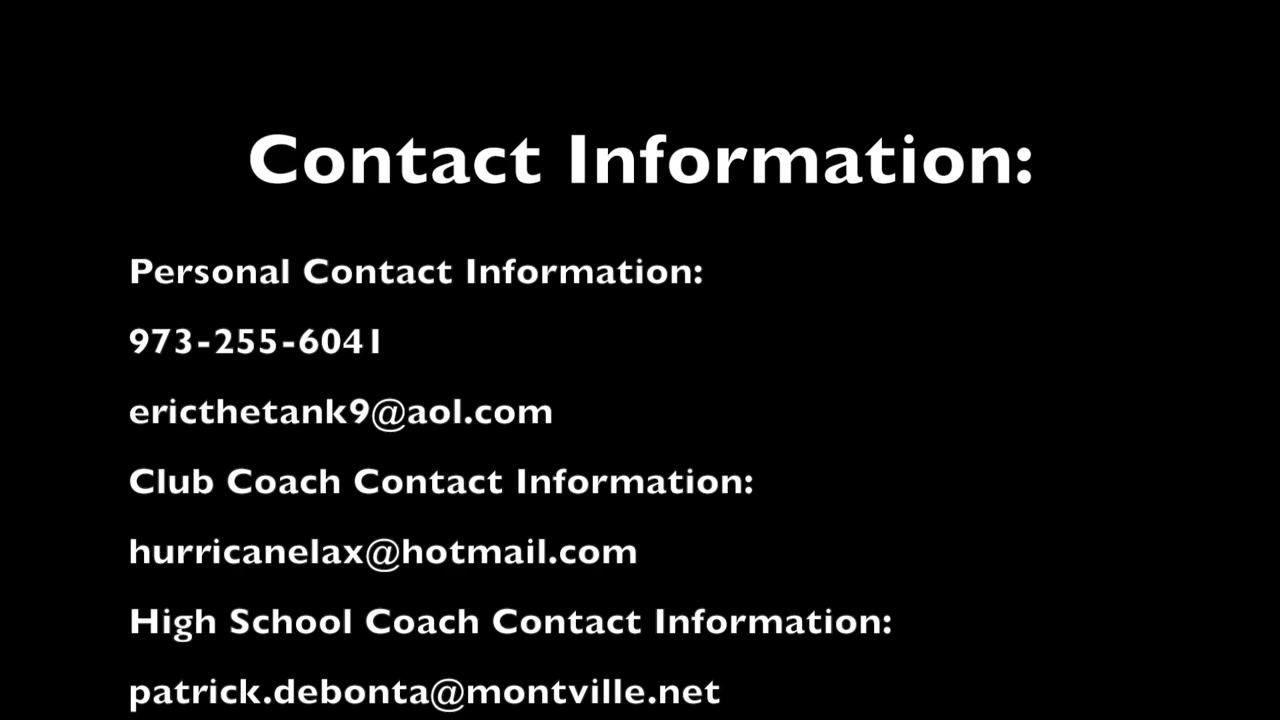 Contact Information:
Personal Contact Information:
973-255-6041
ericthetank9@aol.com
Club Coach Contact Information:
hurricanelax@hotmail.com
High School Coach Contact Information:
patrick.debonta@montville.net